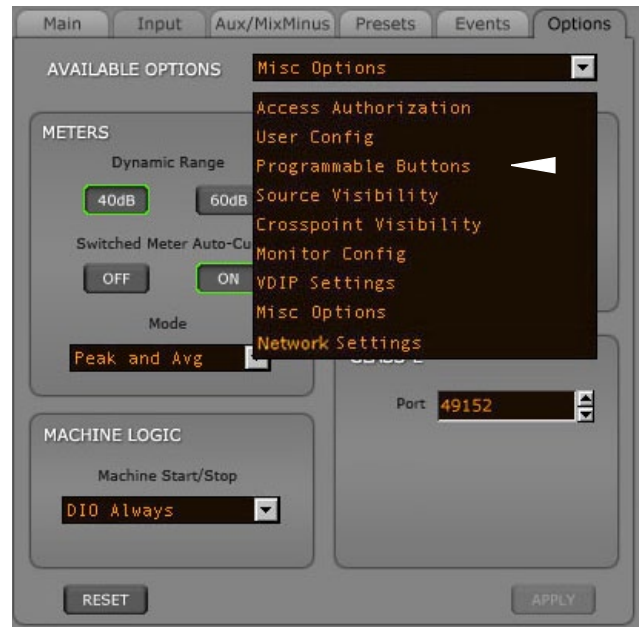 Main Input Aux/MixMinus Presets Events Options
AVAILABLE OPTIONS Misc Options
Access Authorization
User Config
Programmable Buttons
Source Visibility
Crosspoint Visibility
Monitor Config
VDIP Settings
Misc Options
Network Settings
METERS
Dynamic Range
40dB 60dB
Switched Meter Auto-Cu
OFF ON
Mode
Peak and Avg
Port 49152
MACHINE LOGIC
Machine Start/Stop
DIO Always
RESET APPLY